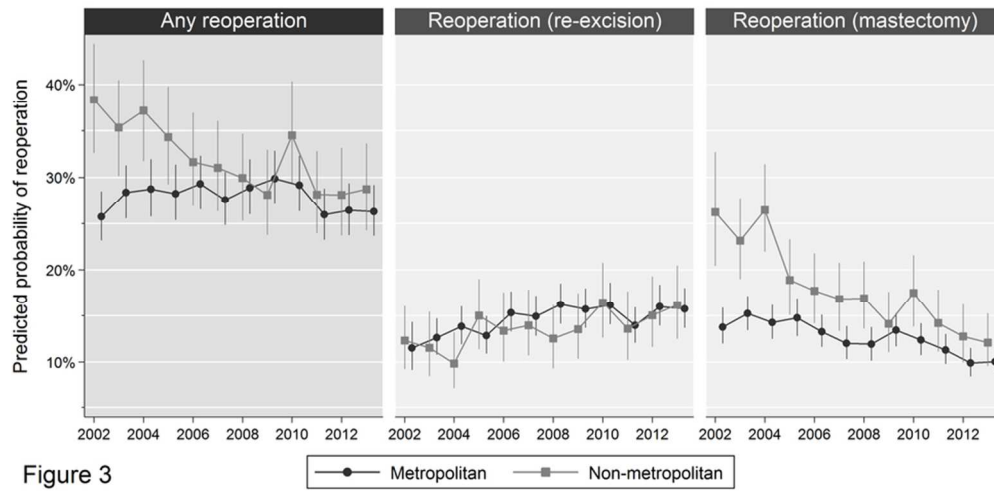 Any reoperation
Reoperation (re-excision)
Reoperation (mastectomy)
Predicted probability of reoperation
40%
30%
20%
10%
2002 2004 2006 2008 2010 2012
2002 2004 2006 2008 2010 2012
2002 2004 2006 2008 2010 2012
Figure 3
Metropolitan
Non-metropolitan